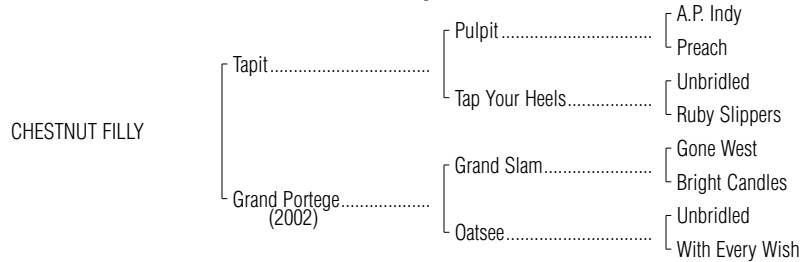 A.P. Indy
Pulpit
Preach
Tapit
Unbridled
Tap Your Heels
Ruby Slippers
CHESTNUT FILLY
Gone West
Grand Slam
Bright Candles
Grand Portege
(2002)
Unbridled
Oatsee
With Every Wish